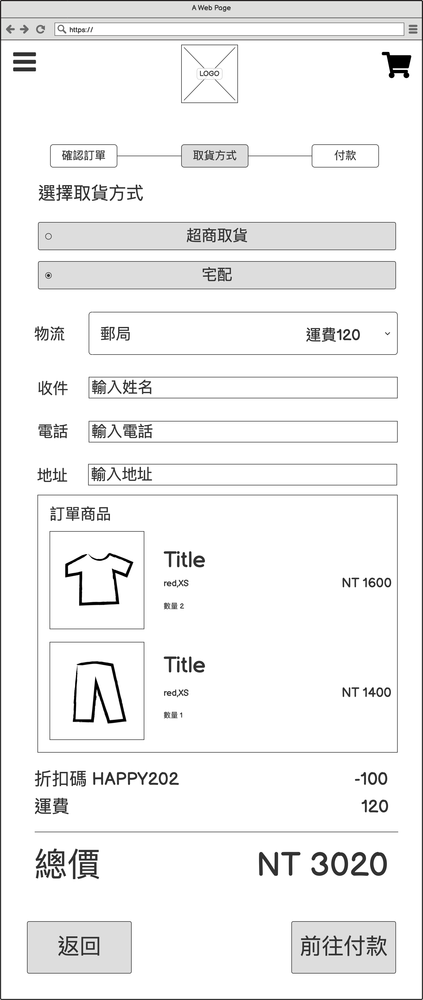 A Web Page
https://
LOGO
確認訂單 取貨方式 付款
選擇取貨方式
超商取貨
宅配
物流 郵局 運費120
收件 輸入姓名
電話 輸入電話
地址 輸入地址
訂單商品
Title
red,XS NT 1600
數量 2
Title
red,XS NT 1400
數量 1
折扣碼 HAPPY202 -100
運費 120
總價 NT 3020
返回 前往付款